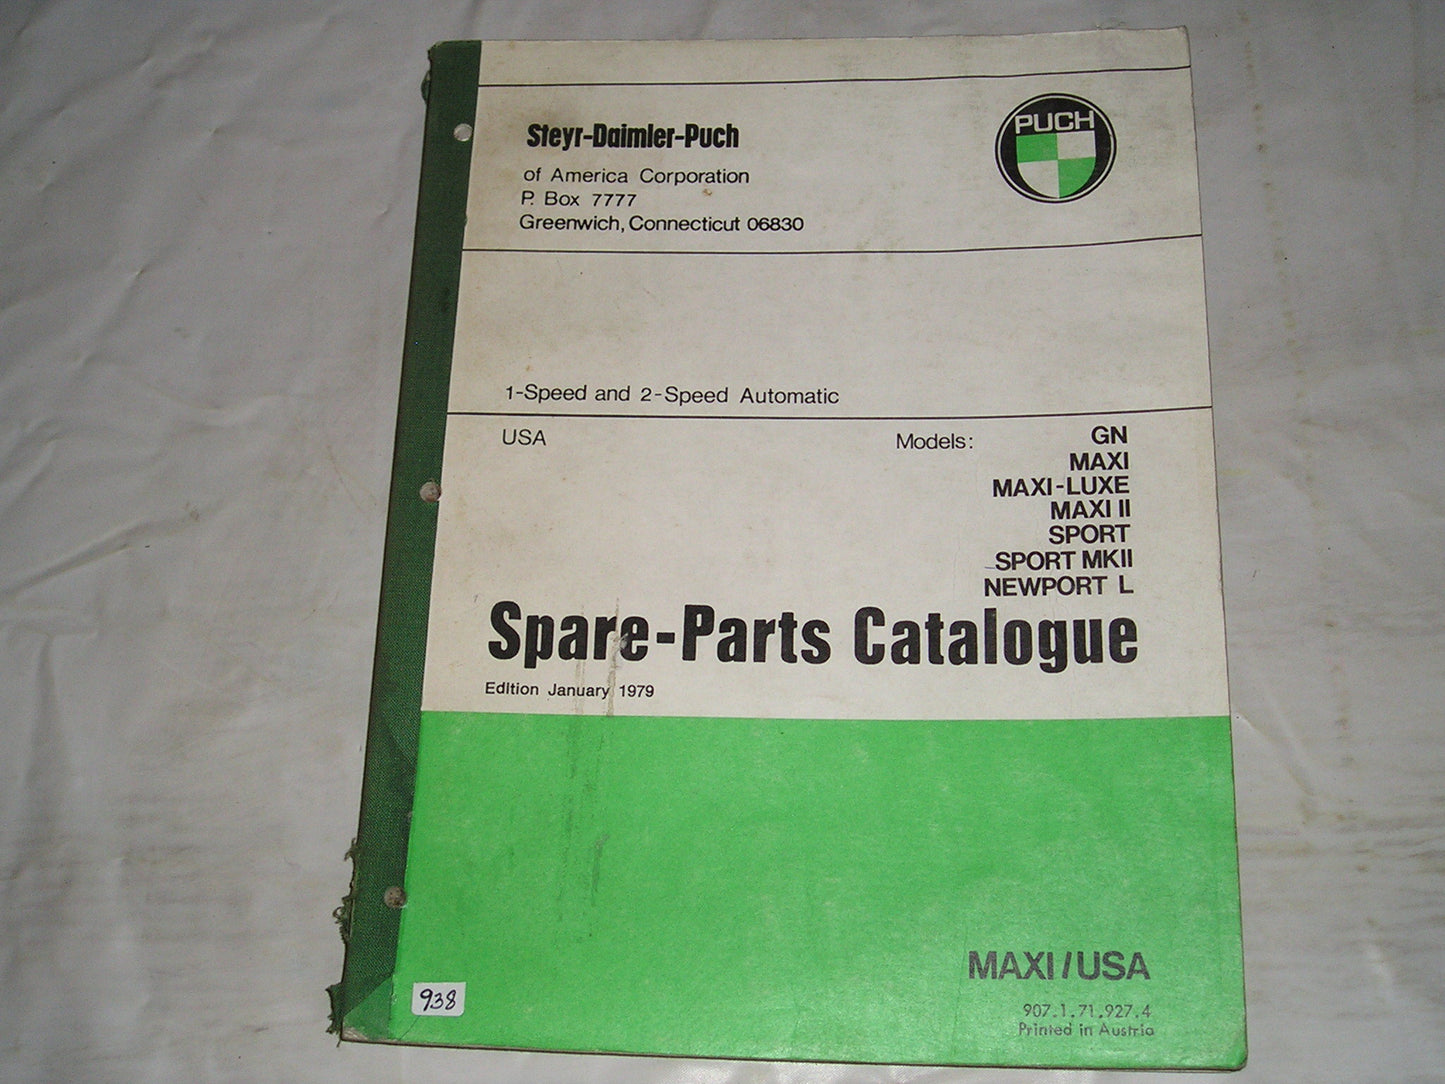 Steyr-Daimler-Puch
of America Corporation
P. Box 7777
Greenwich, Connecticut 06830
PUCH
1-Speed and 2-Speed Automatic
USA
Models:
GN
MAXI
MAXI-LUXE
MAXI II
SPORT
SPORT MKII
NEWPORT L
Spare-Parts Catalogue
Edition January 1979
MAXI/USA
907.1.71.927.4
Printed in Austria
938